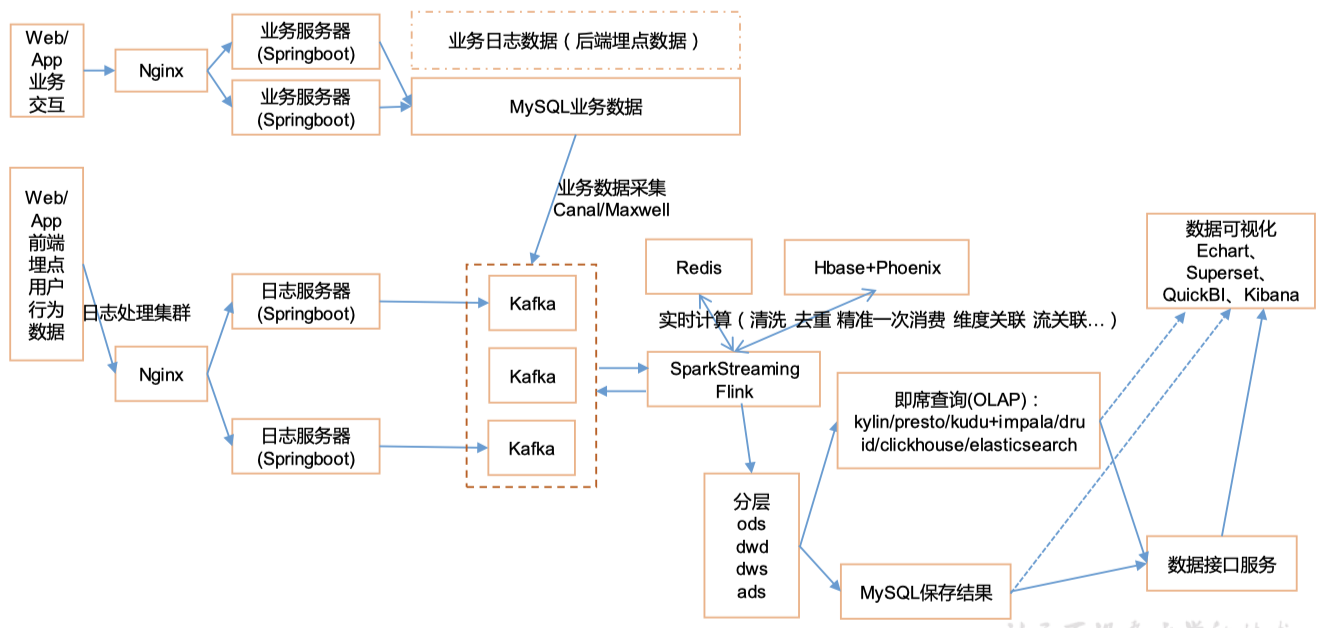 Web/
App
业务
交互
Nginx
业务服务器
(Springboot)
业务服务器
(Springboot)
业务日志数据（后端埋点数据）
MySQL业务数据
业务数据采集
Canal/Maxwell
Web/
App
前端
埋点
用户
行为
数据
日志处理集群
Nginx
日志服务器
(Springboot)
日志服务器
(Springboot)
Kafka
Kafka
Kafka
Redis
Hbase+Phoenix
实时计算（清洗 去重 精准一次消费 维度关联 流关联…）
SparkStreaming
Flink
分层
ods
dwd
dws
ads
即席查询(OLAP)：
kylin/presto/kudu+impala/dru
id/clickhouse/elasticsearch
MySQL保存结果
数据接口服务
数据可视化
Echart、
Superset、
QuickBI、Kibana